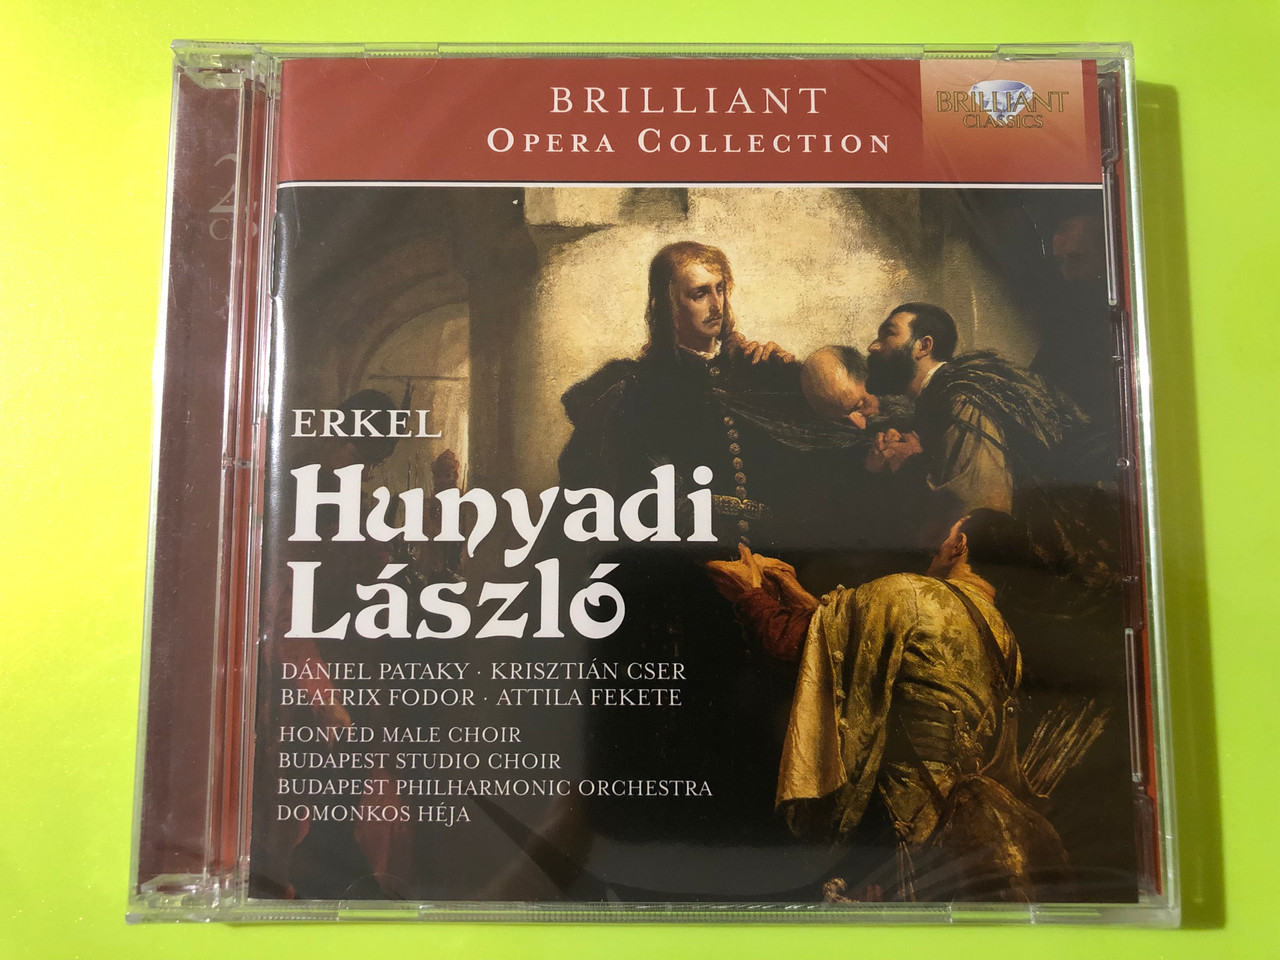 BRILLIANT
OPERA COLLECTION
BRILLIANT
CLASSICS
2
ERKEL
Hunyadi
László
DÁNIEL PATAKY · KRISZTIÁN CSER
BEATRIX FODOR · ATTILA FEKETE
HONVÉD MALE CHOIR
BUDAPEST STUDIO CHOIR
BUDAPEST PHILHARMONIC ORCHESTRA
DOMONKOS HÉJA